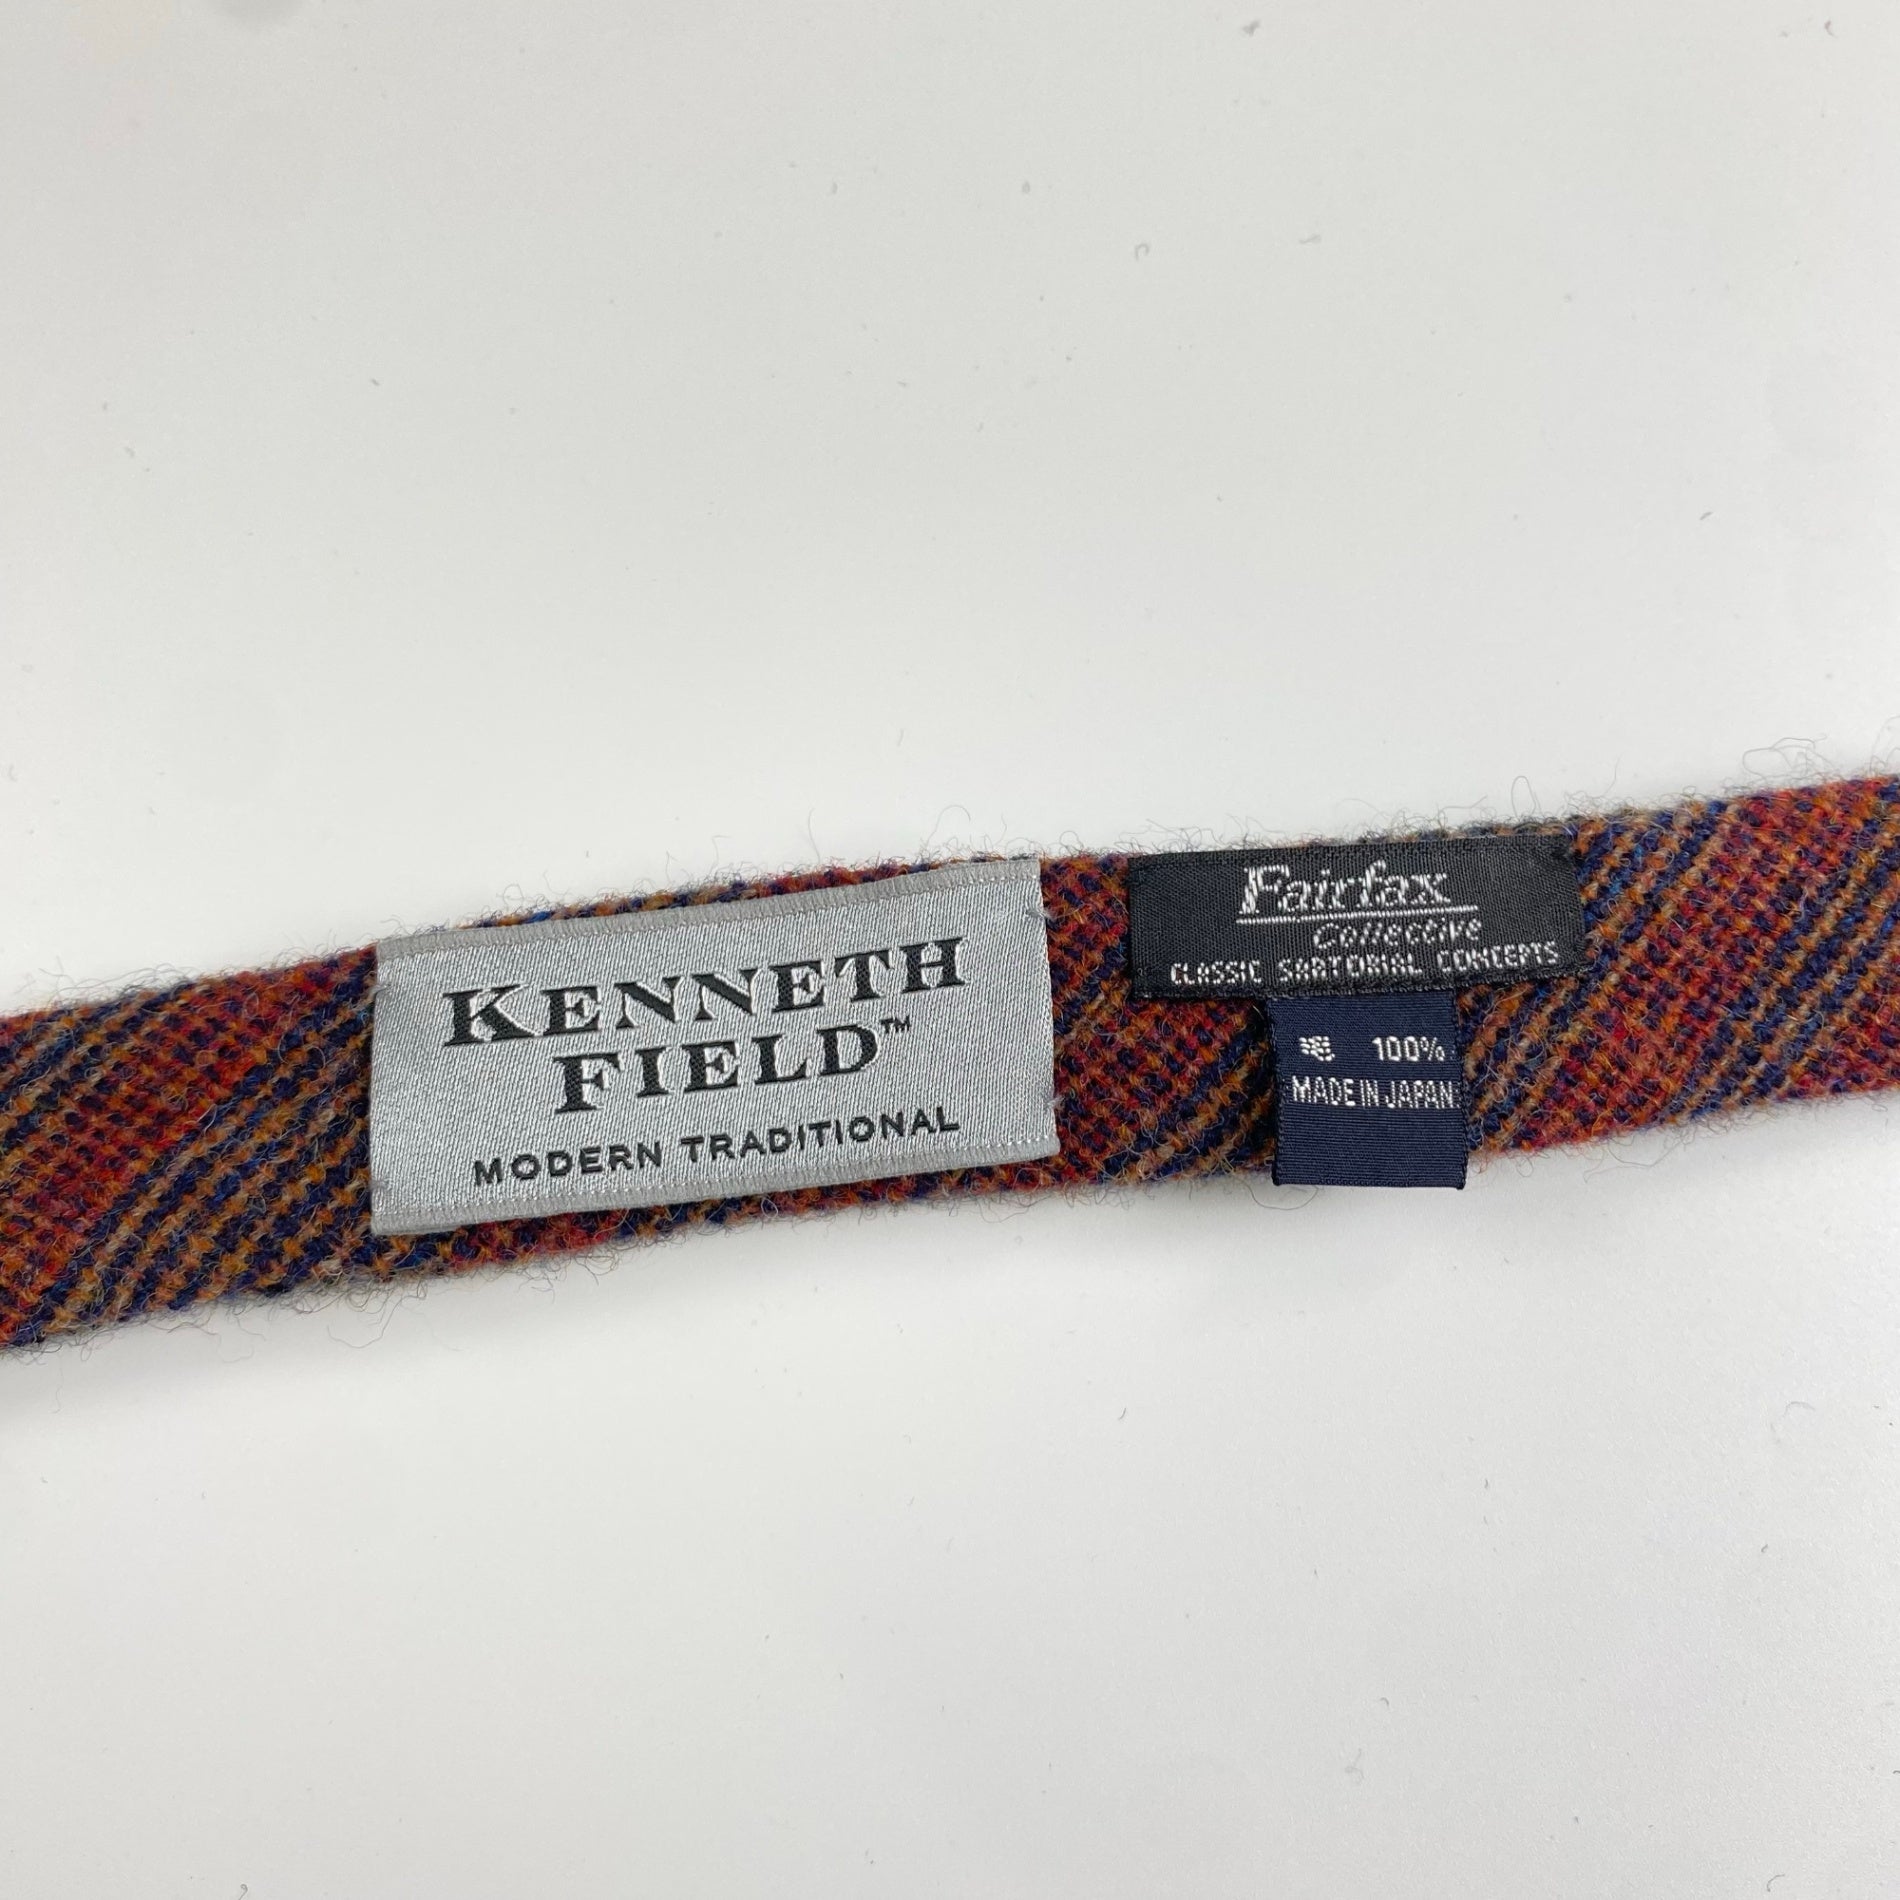 KENNETH
FIELD™
MODERN TRADITIONAL
Fairfax
Collective
CLASSIC SARTORIAL CONCEPTS
100%
MADE IN JAPAN